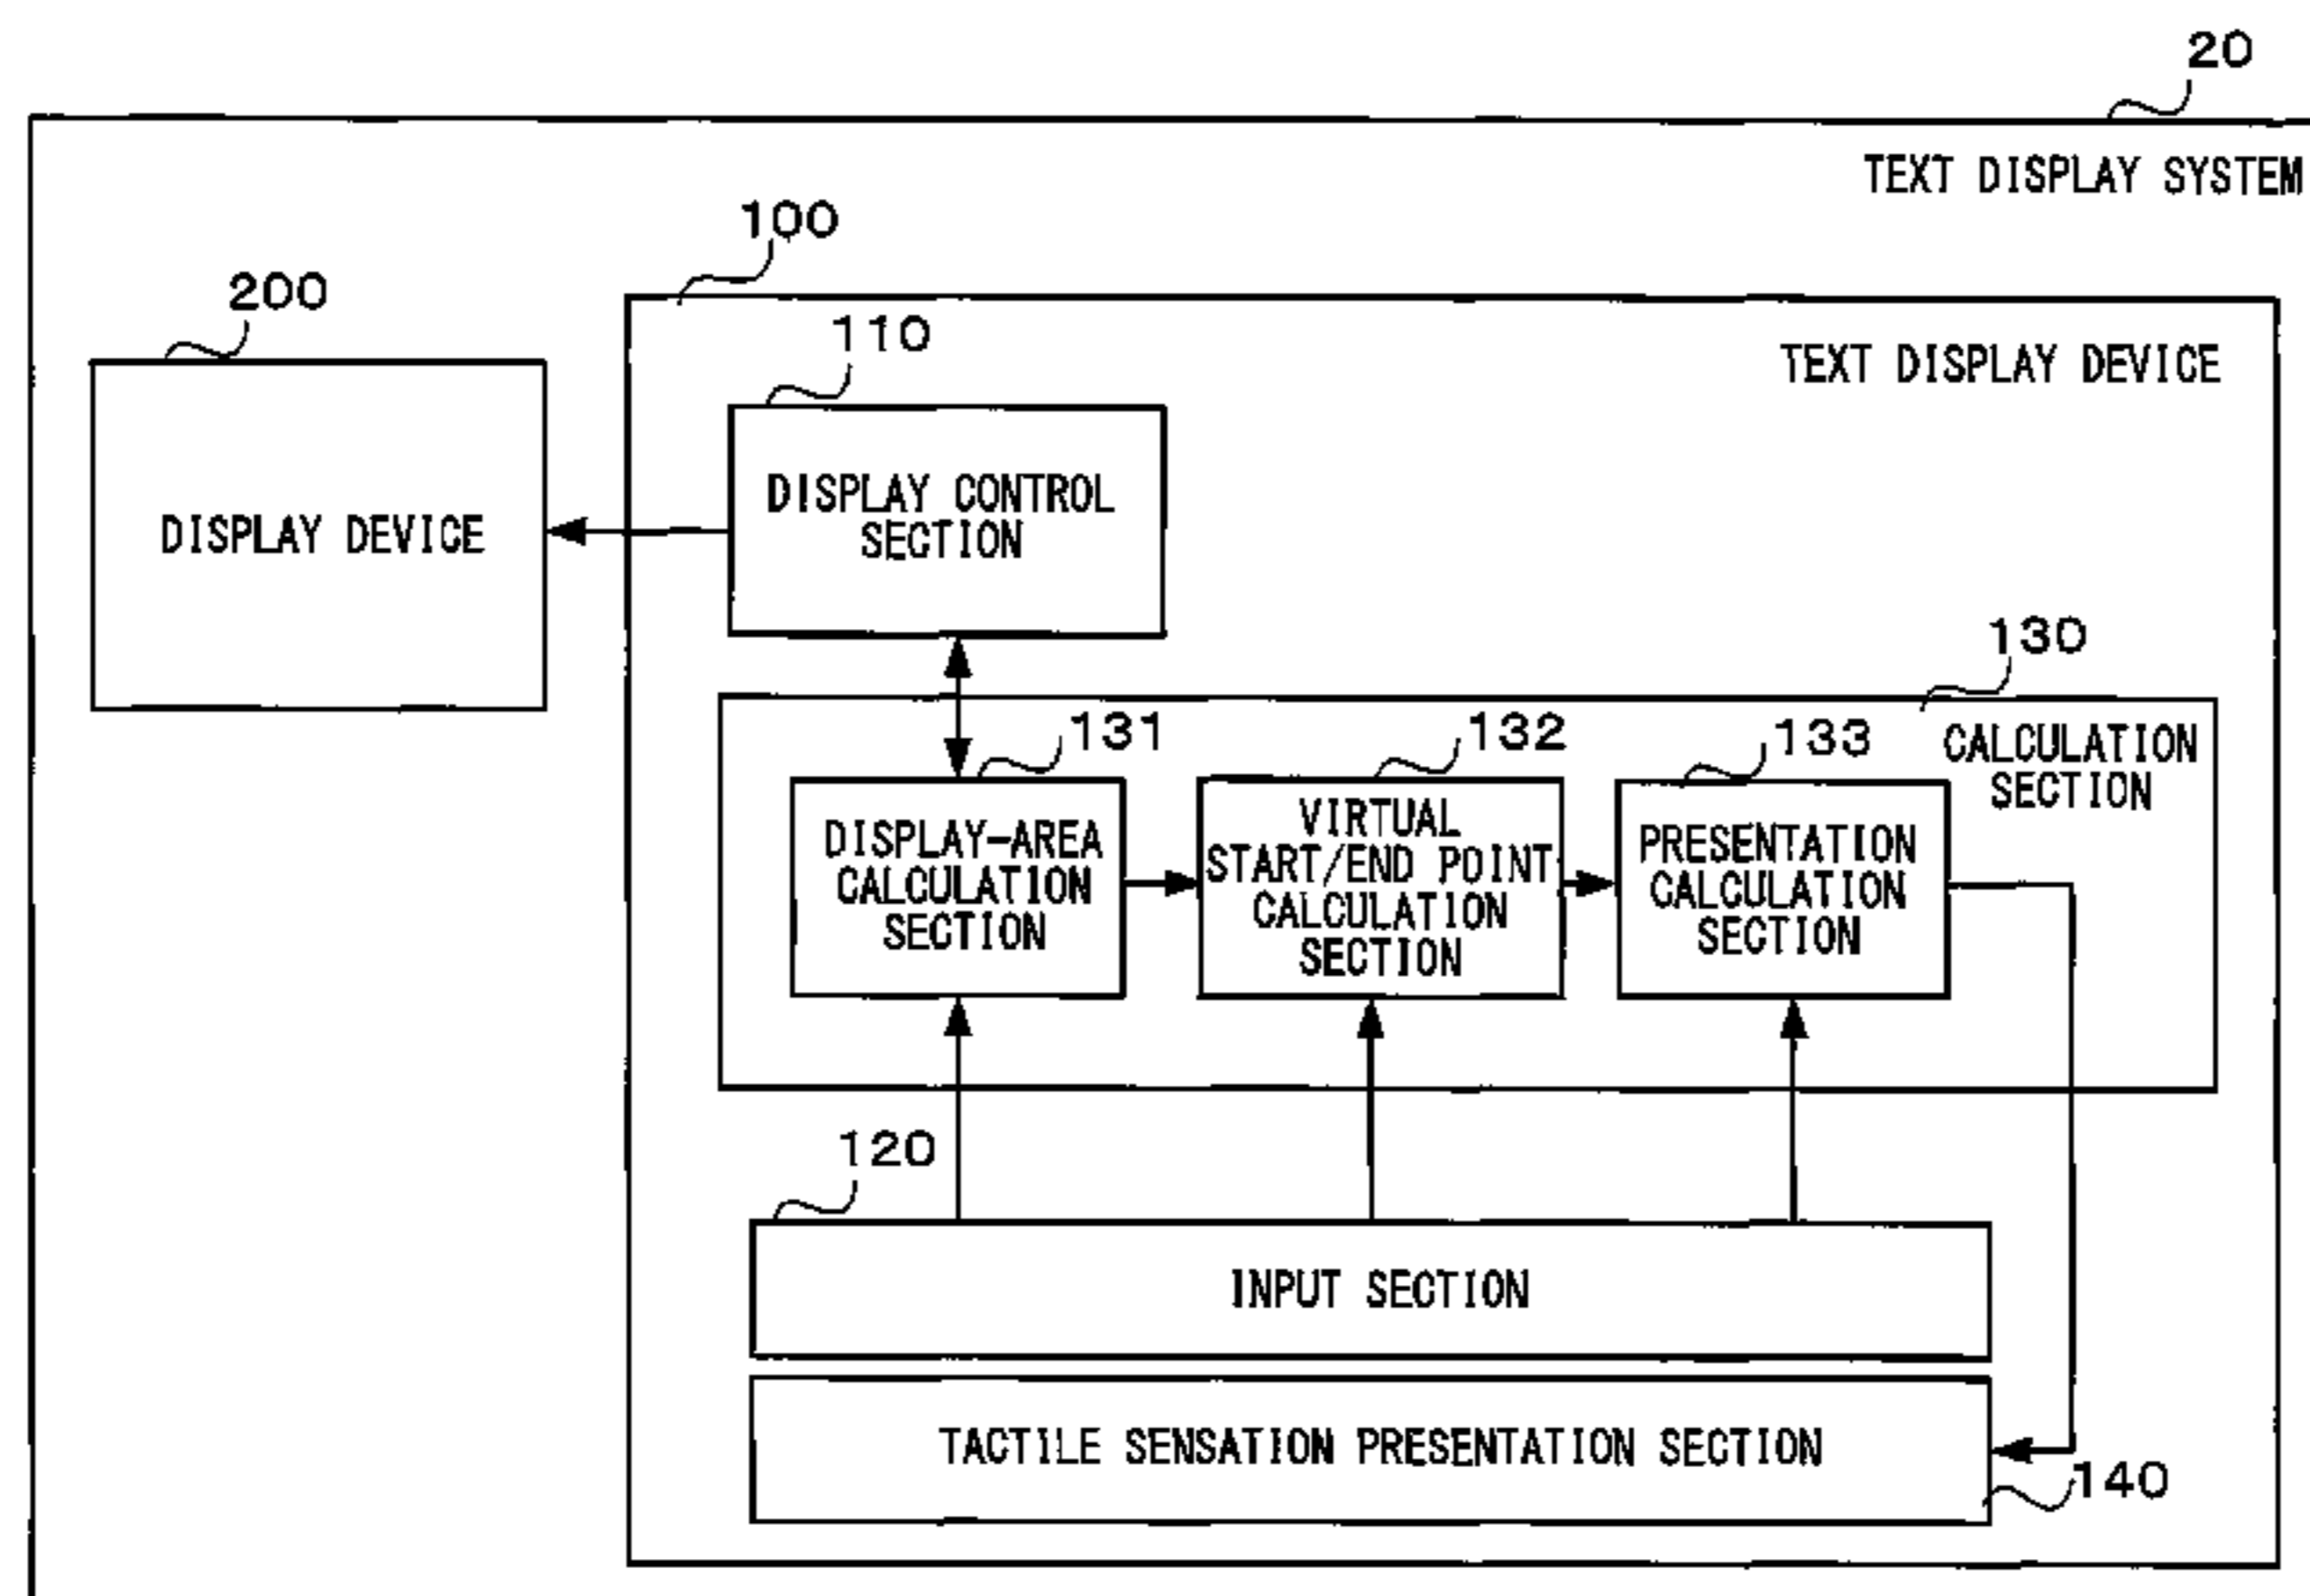 20
TEXT DISPLAY SYSTEM
100
200
110
TEXT DISPLAY DEVICE
DISPLAY DEVICE
DISPLAY CONTROL
SECTION
130
CALCULATION
SECTION
131
132
133
DISPLAY-AREA
CALCULATION
SECTION
VIRTUAL
START/END POINT
CALCULATION
SECTION
PRESENTATION
CALCULATION
SECTION
120
INPUT SECTION
TACTILE SENSATION PRESENTATION SECTION
140